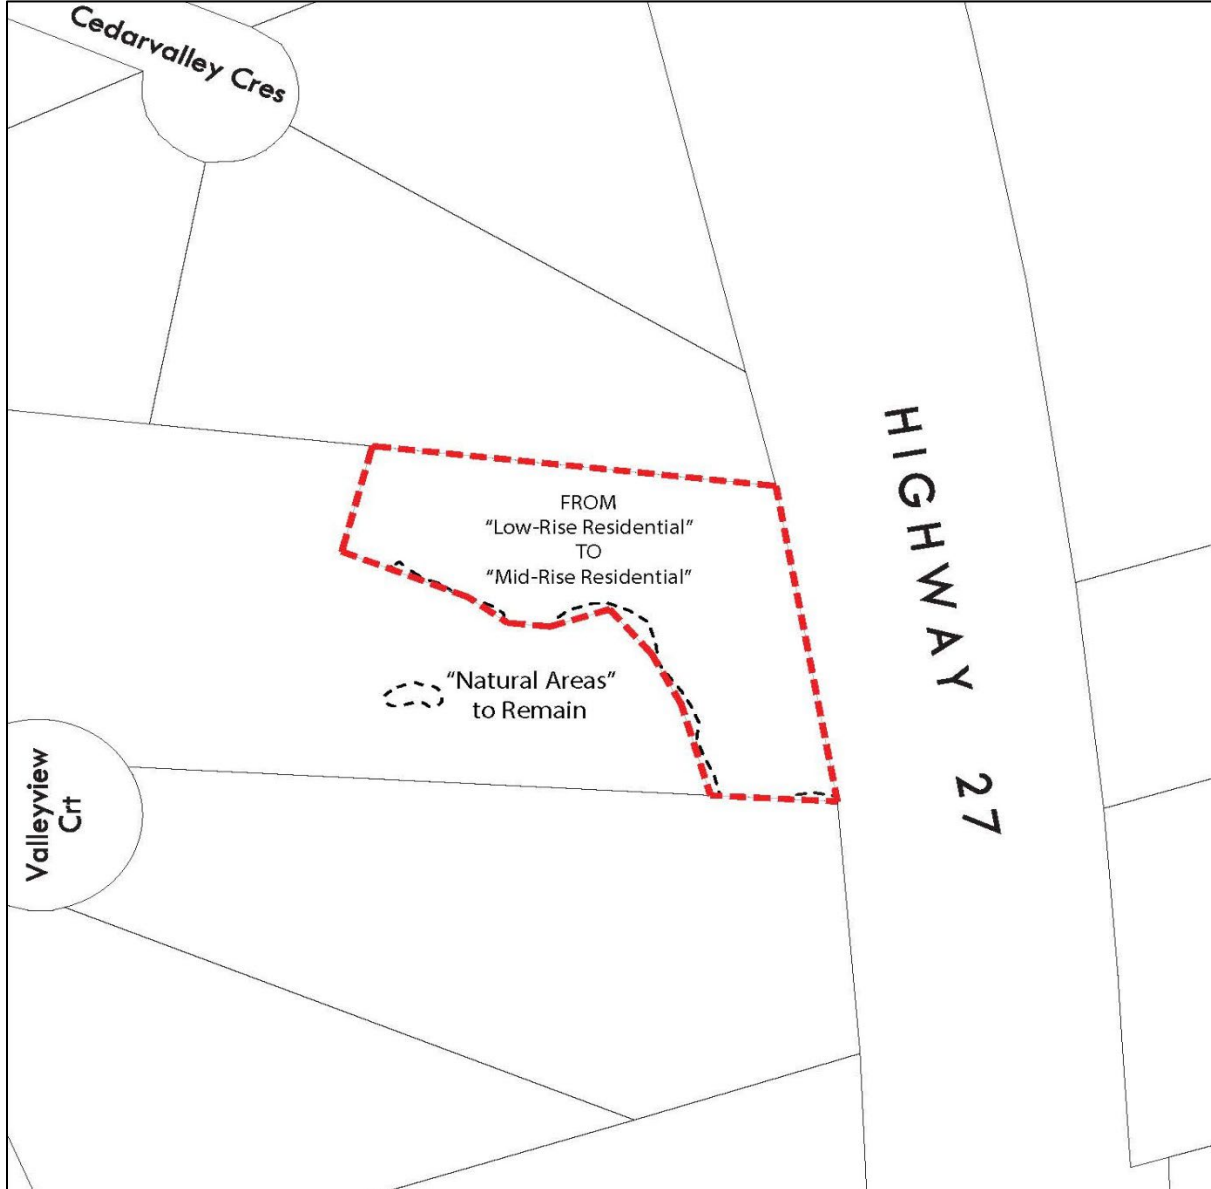 Cedarvalley Cres
HIGHWAY 27
FROM
“Low-Rise Residential”
TO
“Mid-Rise Residential”
“Natural Areas”
to Remain
Valleyview
Crt